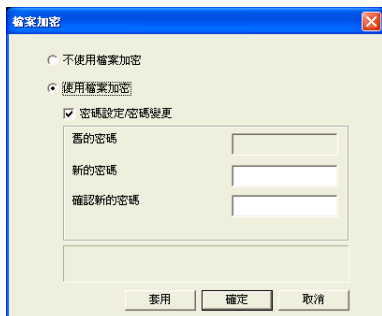 檔案加密
不使用檔案加密
使用檔案加密
密碼設定/密碼變更
舊的密碼
新的密碼
確認新的密碼
套用
確定
取消